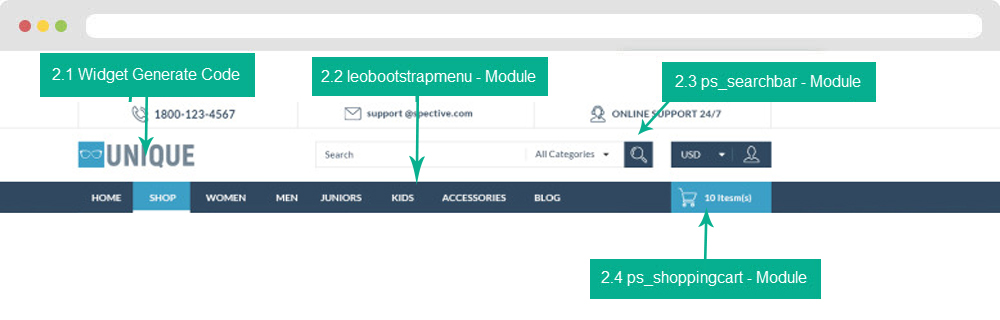 2.1 Widget Generate Code
2.2 leobootstrapmenu - Module
2.3 ps_searchbar - Module
1800-123-4567
support @spective.com
ONLINE SUPPORT 24/7
UNIQUE
Search
All Categories
USD
HOME
SHOP
WOMEN
MEN
JUNIORS
KIDS
ACCESSORIES
BLOG
10 Itesm(s)
2.4 ps_shoppingcart - Module